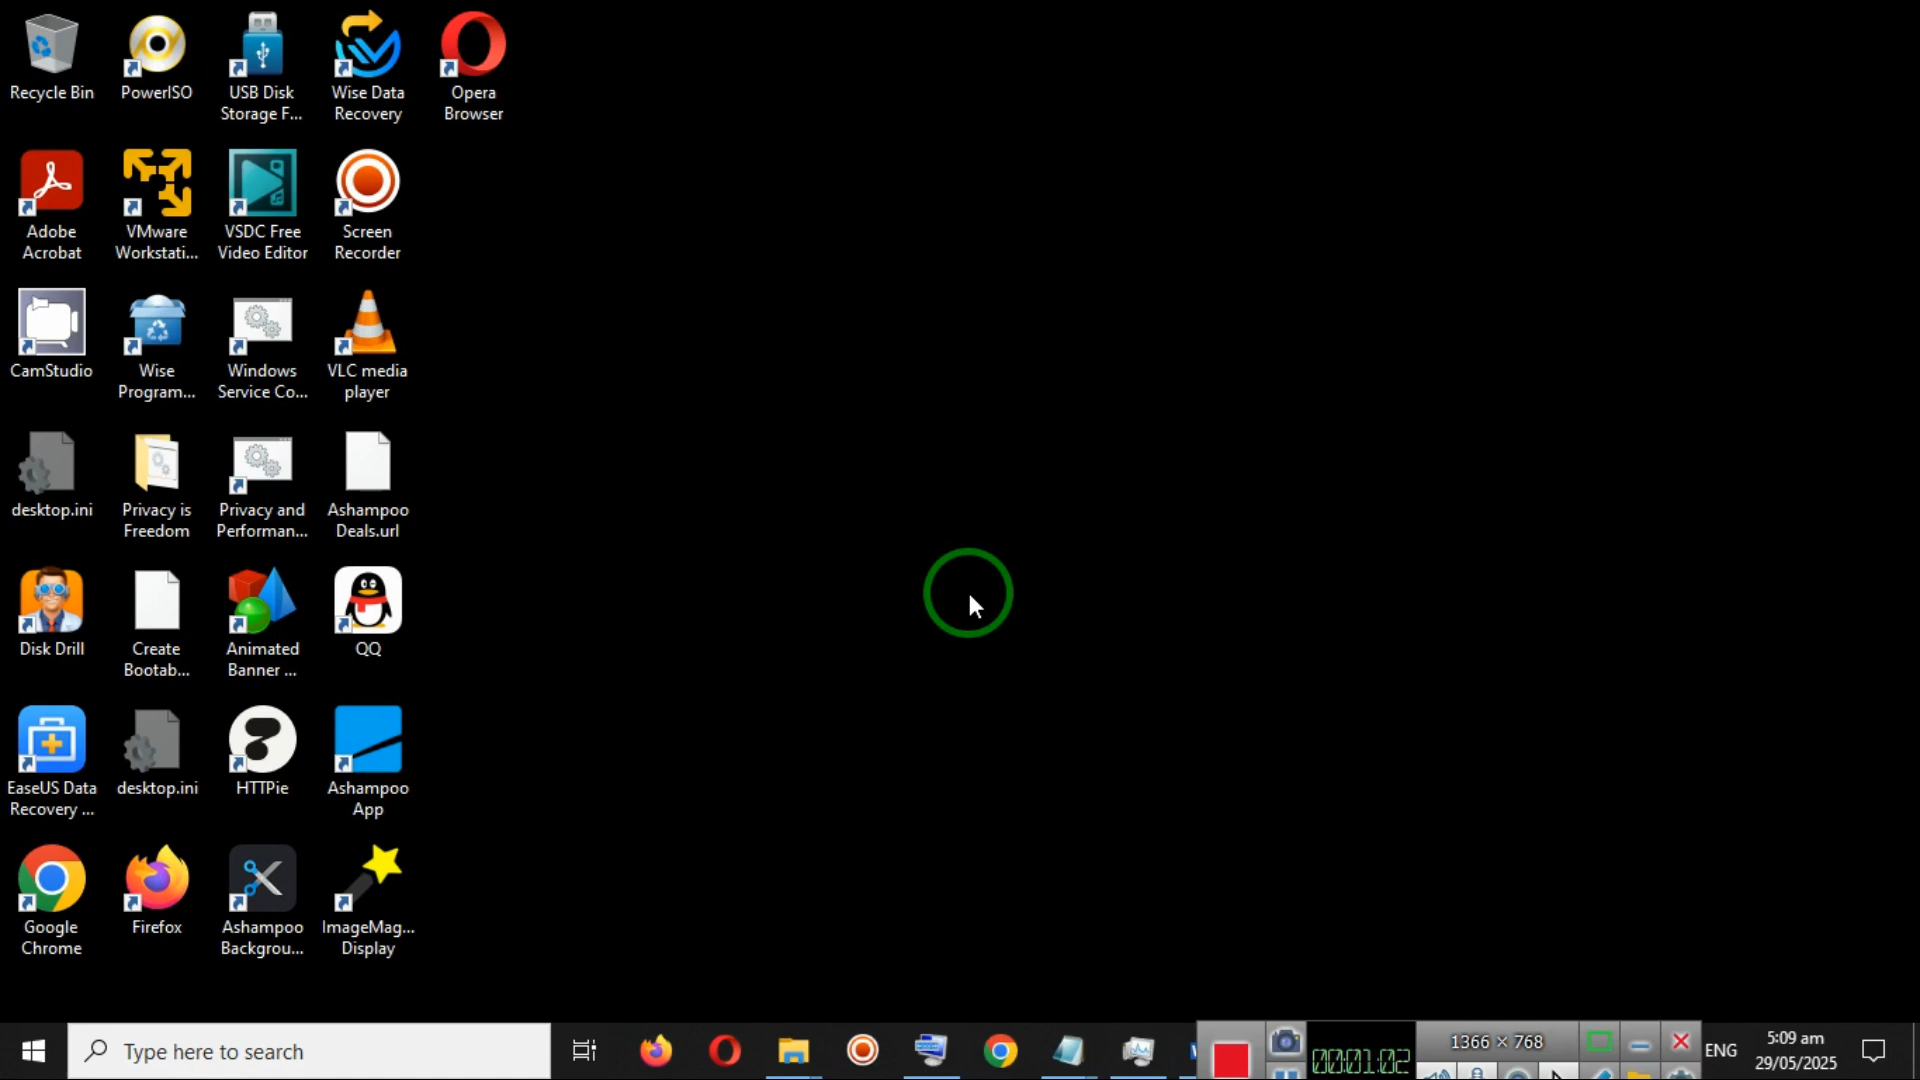 Recycle Bin
PowerISO
USB Disk
Storage F...
Wise Data
Recovery
Opera
Browser
Adobe
Acrobat
VMware
Workstati...
VSDC Free
Video Editor
Screen
Recorder
CamStudio
Wise
Program...
Windows
Service Co...
VLC media
player
desktop.ini
Privacy is
Freedom
Privacy and
Performan...
Ashampoo
Deals.url
Disk Drill
Create
Bootab...
Animated
Banner ...
QQ
EaseUS Data
Recovery ...
desktop.ini
HTTPie
Ashampoo
App
Google
Chrome
Firefox
Ashampoo
Backgrou...
ImageMag...
Display
Type here to search
00:01:02
1366 × 768
ENG
5:09 am
29/05/2025